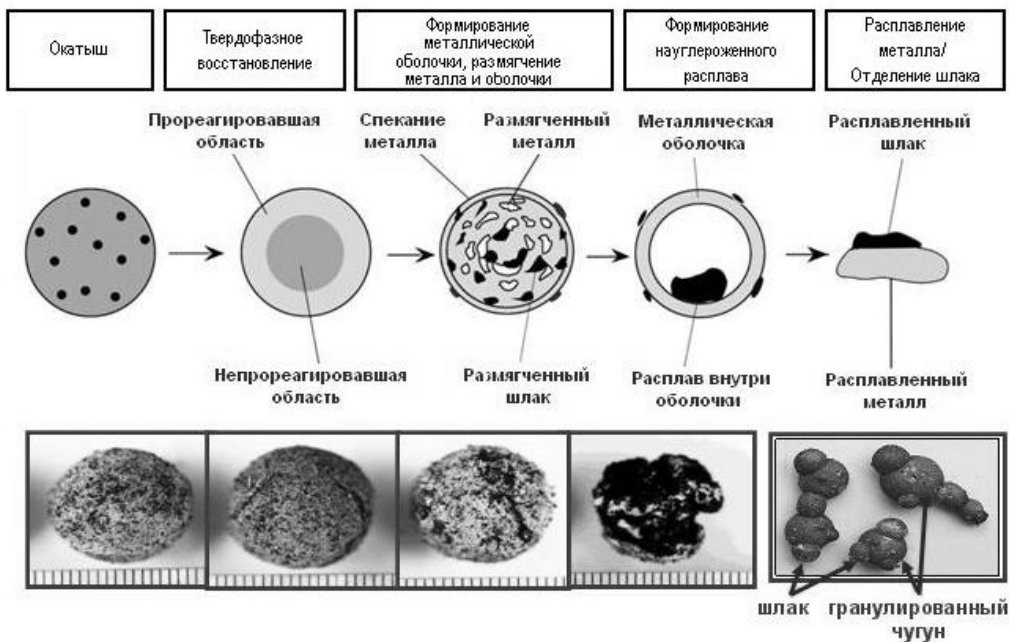 Окатыш
Твердофазное
восстановление
Формирование
металлической
оболочки, размягчение
металла и оболочки
Формирование
науглероженного
расплава
Расплавление
металла/
Отделение шлака
Прореагировавшая
область
Спекание
металла
Размягченный
металл
Металлическая
оболочка
Расплавленный
шлак
Непрореагировавшая
область
Размягченный
шлак
Расплав внутри
оболочки
Расплавленный
металл
шлак
гранулированный
чугун